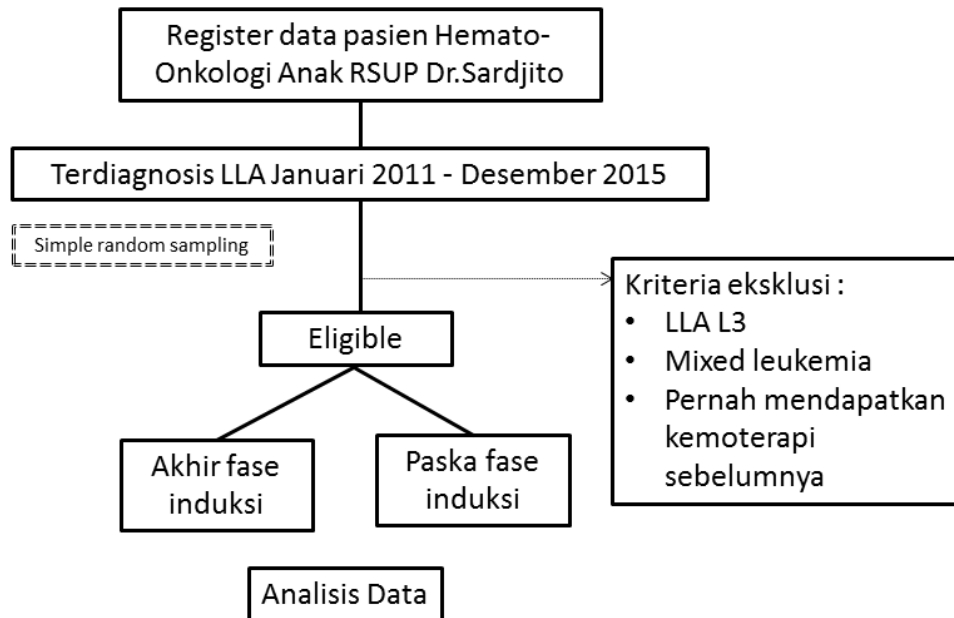 Register data pasien Hemato-
Onkologi Anak RSUP Dr.Sardjito
Terdiagnosis LLA Januari 2011 - Desember 2015
Simple random sampling
Kriteria eksklusi :
• LLA L3
• Mixed leukemia
• Pernah mendapatkan
kemoterapi
sebelumnya
Eligible
Akhir fase
induksi
Paska fase
induksi
Analisis Data